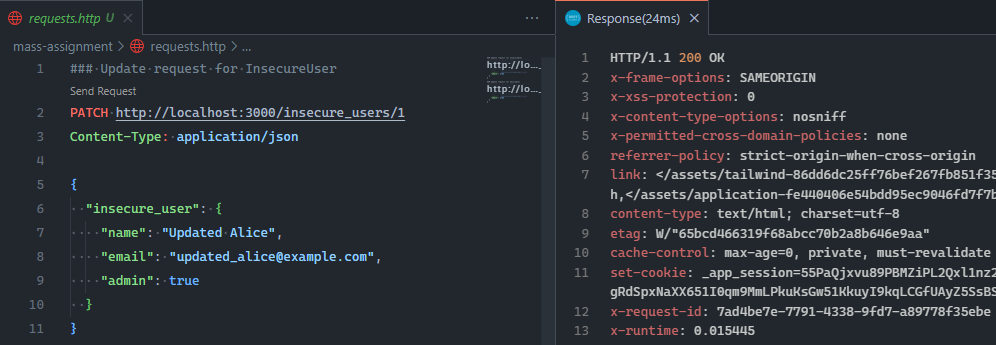 requests.http U
mass-assignment > requests.http > ...
1 ### Update request for InsecureUser
Send Request
2 PATCH http://localhost:3000/insecure_users/1
3 Content-Type: application/json
4
5 {
6 "insecure_user": {
7 "name": "Updated Alice",
8 "email": "updated_alice@example.com",
9 "admin": true
10 }
11 }
http://lo...
http://lo...
Response(24ms)
1 HTTP/1.1 200 OK
2 x-frame-options: SAMEORIGIN
3 x-xss-protection: 0
4 x-content-type-options: nosniff
5 x-permitted-cross-domain-policies: none
6 referrer-policy: strict-origin-when-cross-origin
7 link: </assets/tailwind-86dd6dc25ff76bef267fb851f35
h,</assets/application-fe440406e54bdd95ec9046fd7f7b
8 content-type: text/html; charset=utf-8
9 etag: W/"65bcd466319f68abcc70b2a8b646e9aa"
10 cache-control: max-age=0, private, must-revalidate
11 set-cookie: _app_session=55PaQjxvu89PBMZiPL2Qxl1nz2
gRdSpxNaXX651I0qm9MmLPkuKsGw51KkuyI9kqLCGfUAyZ5SsBS
12 x-request-id: 7ad4be7e-7791-4338-9fd7-a89778f35ebe
13 x-runtime: 0.015445